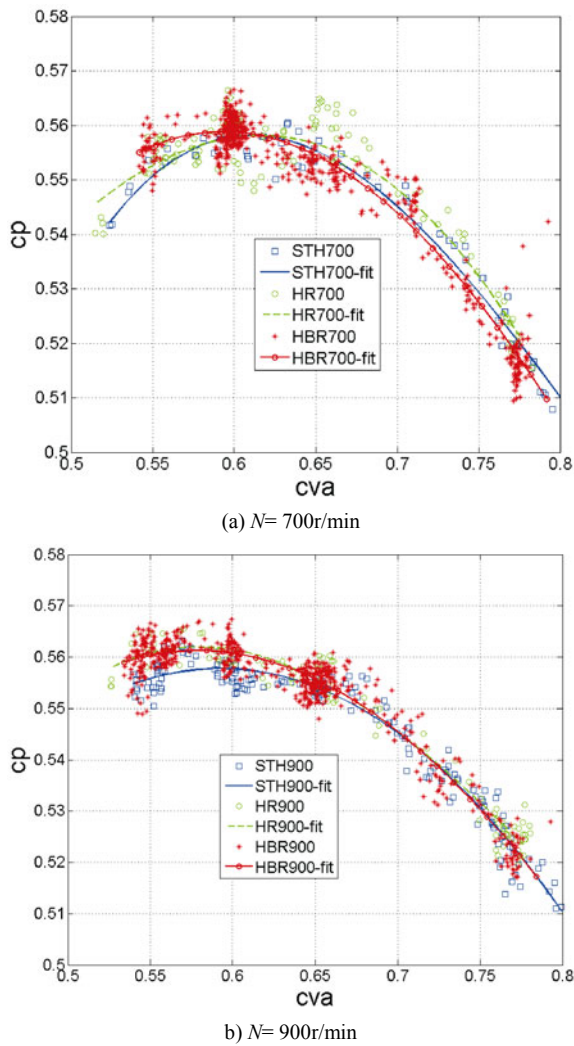 0.58
0.57
0.56
0.55
0.54
0.53
0.52
0.51
0.5
cp
STH700
STH700-fit
HR700
HR700-fit
HBR700
HBR700-fit
0.5 0.55 0.6 0.65 0.7 0.75 0.8
cva
(a) N= 700r/min
0.58
0.57
0.56
0.55
0.54
0.53
0.52
0.51
0.5
cp
STH900
STH900-fit
HR900
HR900-fit
HBR900
HBR900-fit
0.5 0.55 0.6 0.65 0.7 0.75 0.8
cva
b) N= 900r/min